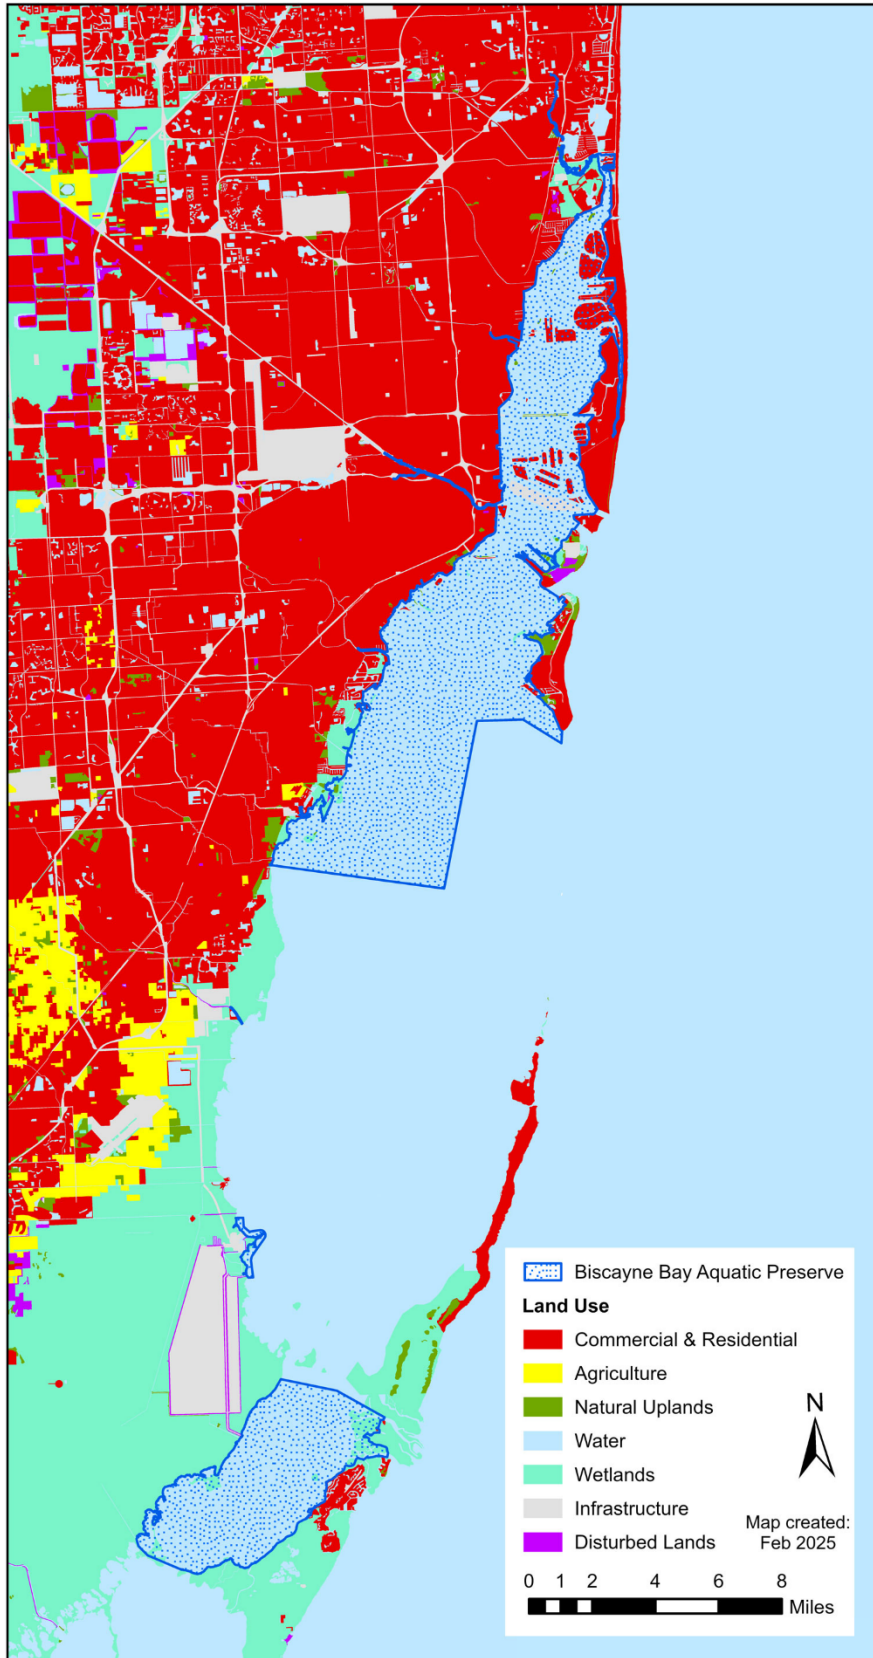 Biscayne Bay Aquatic Preserve
Land Use
Commercial & Residential
Agriculture
Natural Uplands
Water
Wetlands
Infrastructure
Disturbed Lands
N
Map created:
Feb 2025
0 1 2 4 6 8
Miles